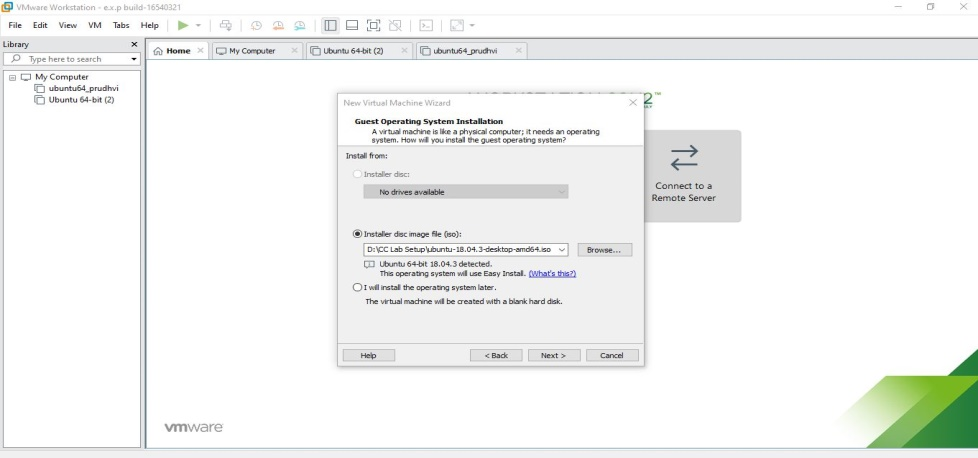 VMware Workstation - e.x.p build-16540321
File Edit View VM Tabs Help
Library
Type here to search
My Computer
ubuntu64_prudhvi
Ubuntu 64-bit (2)
Home
My Computer
Ubuntu 64-bit (2)
ubuntu64_prudhvi
New Virtual Machine Wizard
Guest Operating System Installation
A virtual machine is like a physical computer; it needs an operating
system. How will you install the guest operating system?
Install from:
Installer disc:
No drives available
Installer disc image file (iso):
D:\CC Lab Setup\ubuntu-18.04.3-desktop-amd64.iso
Browse...
Ubuntu 64-bit 18.04.3 detected.
This operating system will use Easy Install. (What's this?)
I will install the operating system later.
The virtual machine will be created with a blank hard disk.
Help
< Back
Next >
Cancel
2™
Connect to a
Remote Server
vmware